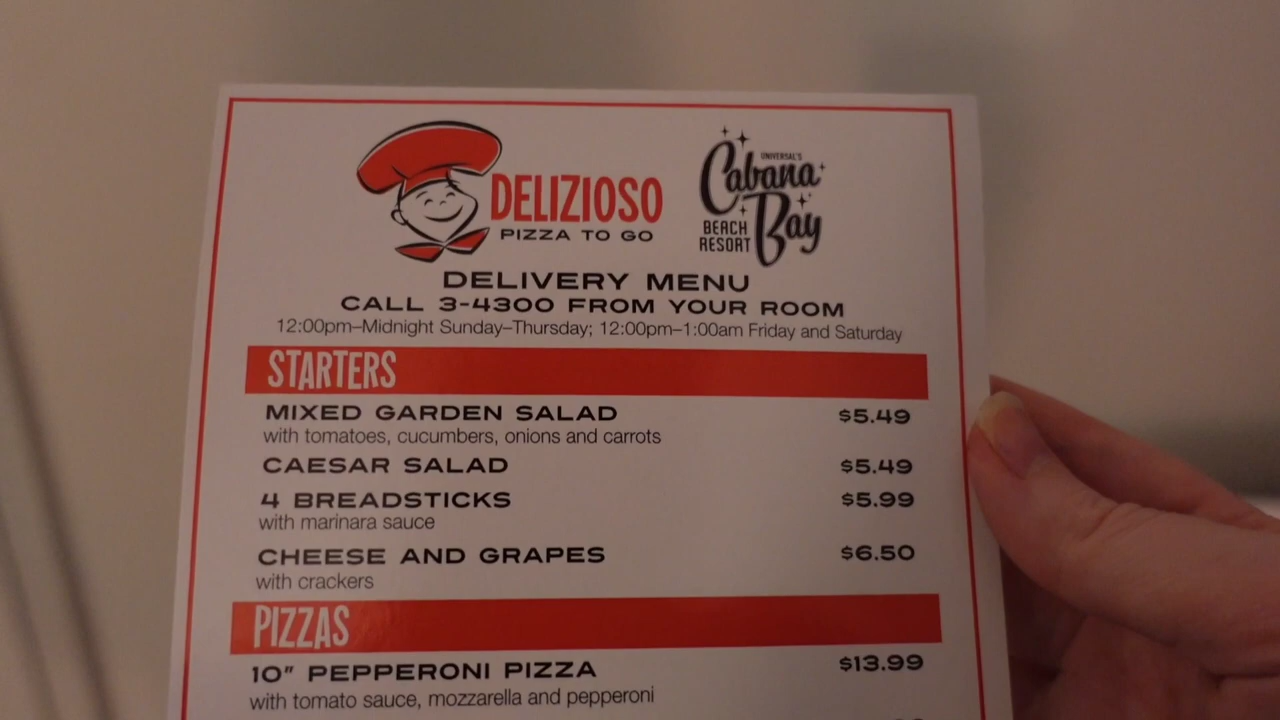 DELIZIOSO
PIZZA TO GO
UNIVERSAL'S
Cabana
Bay
BEACH
RESORT
DELIVERY MENU
CALL 3-4300 FROM YOUR ROOM
12:00pm–Midnight Sunday–Thursday; 12:00pm–1:00am Friday and Saturday
STARTERS
MIXED GARDEN SALAD $5.49
with tomatoes, cucumbers, onions and carrots
CAESAR SALAD $5.49
4 BREADSTICKS $5.99
with marinara sauce
CHEESE AND GRAPES $6.50
with crackers
PIZZAS
10" PEPPERONI PIZZA $13.99
with tomato sauce, mozzarella and pepperoni